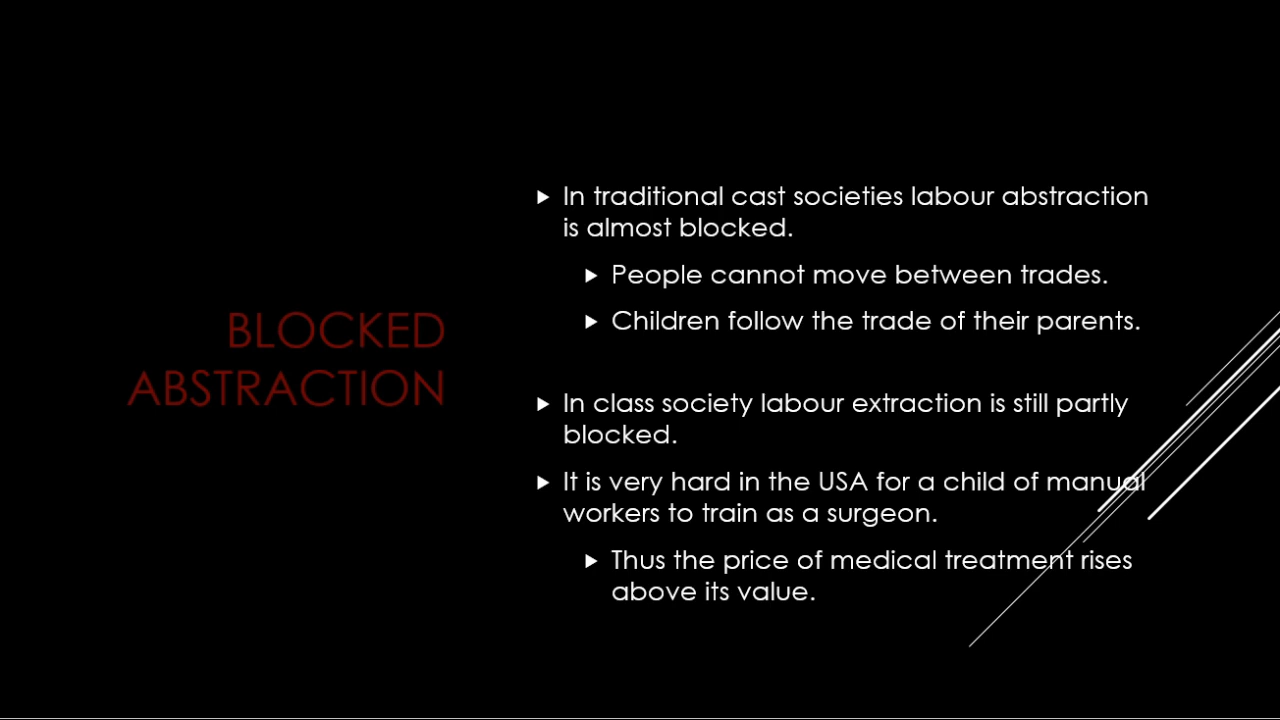 BLOCKED
ABSTRACTION
In traditional cast societies labour abstraction
is almost blocked.
People cannot move between trades.
Children follow the trade of their parents.
In class society labour extraction is still partly
blocked.
It is very hard in the USA for a child of manual
workers to train as a surgeon.
Thus the price of medical treatment rises
above its value.